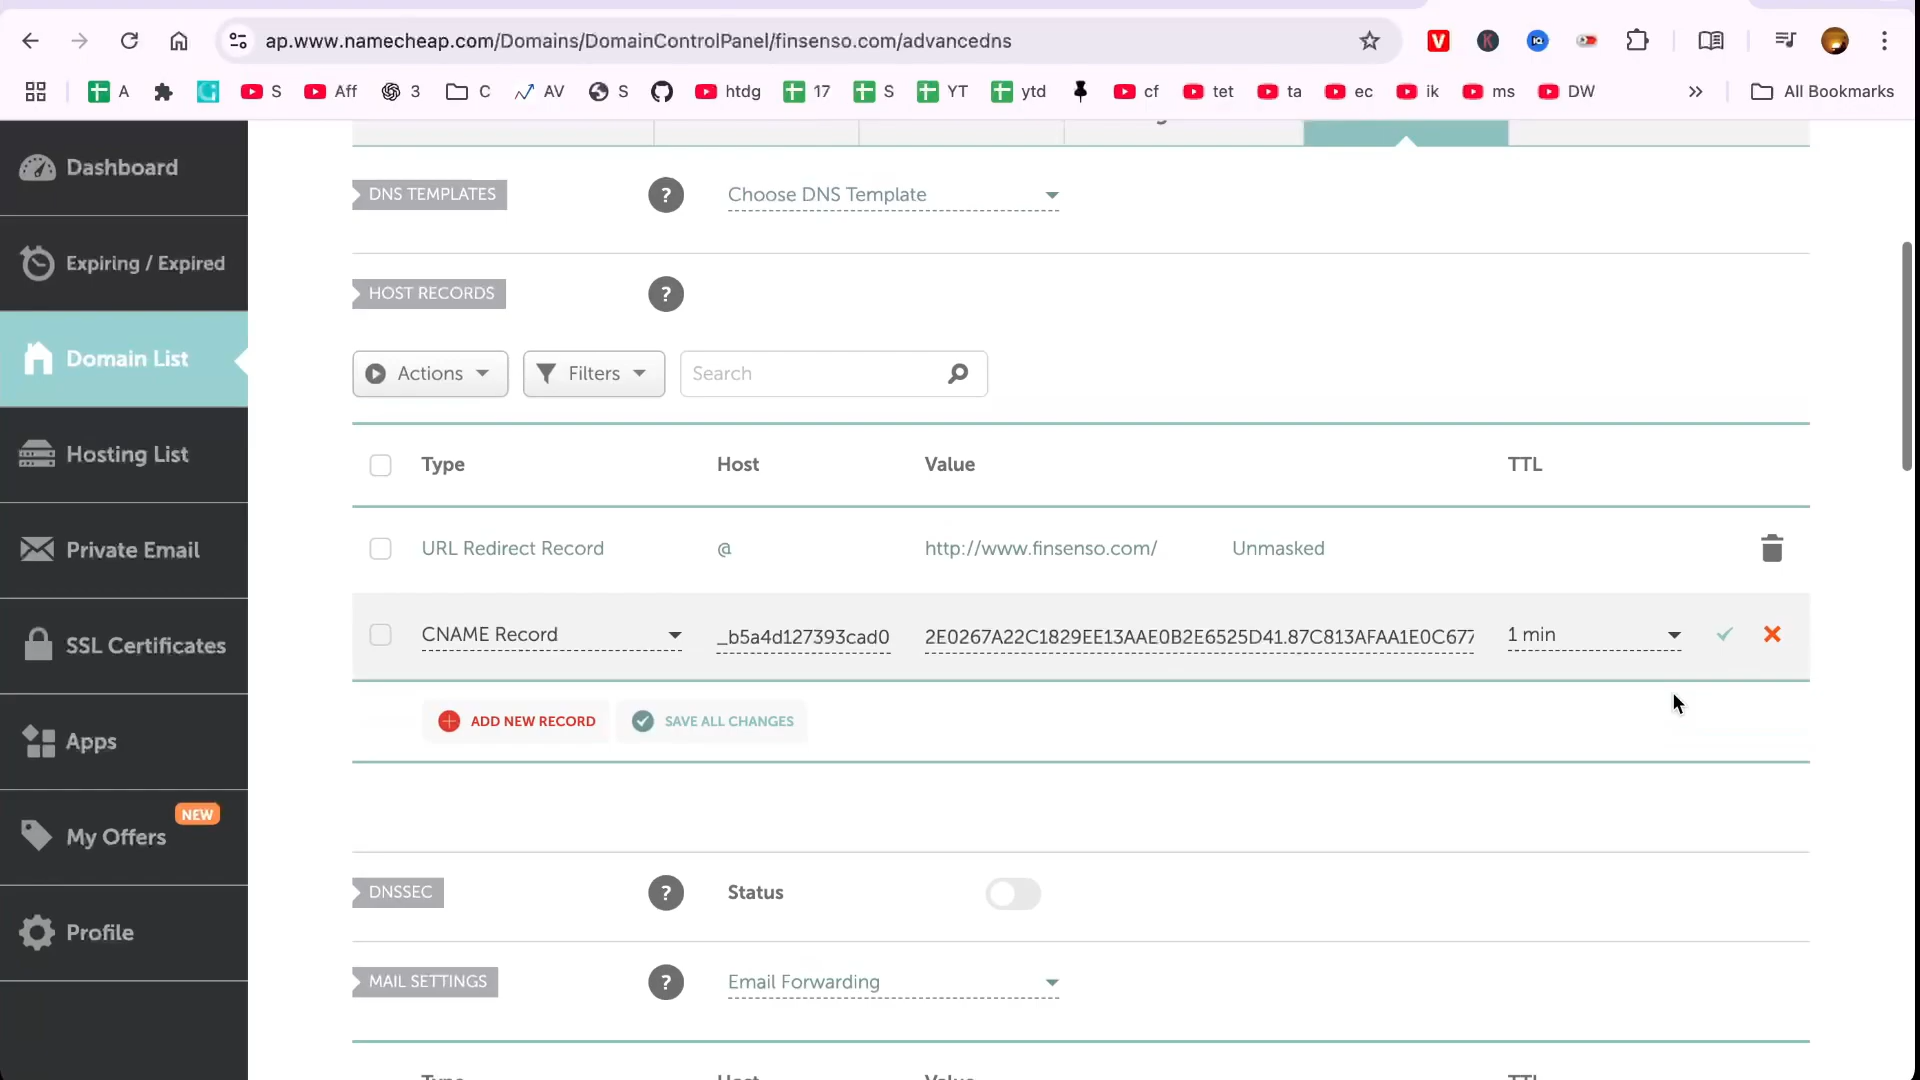 ap.www.namecheap.com/Domains/DomainControlPanel/finsenso.com/advancedns
A S Aff 3 C AV S htdg 17 S YT ytd cf tet ta ec ik ms DW All Bookmarks
Dashboard
Expiring / Expired
Domain List
Hosting List
Private Email
SSL Certificates
Apps
NEW
My Offers
Profile
DNS TEMPLATES ? Choose DNS Template
HOST RECORDS ?
Actions Filters Search
Type Host Value TTL
URL Redirect Record @ http://www.finsenso.com/ Unmasked
CNAME Record _b5a4d127393cad0 2E0267A22C1829EE13AAE0B2E6525D41.87C813AFAA1E0C677 1 min
ADD NEW RECORD SAVE ALL CHANGES
DNSSEC ? Status
MAIL SETTINGS ? Email Forwarding
Type Host Value TTL